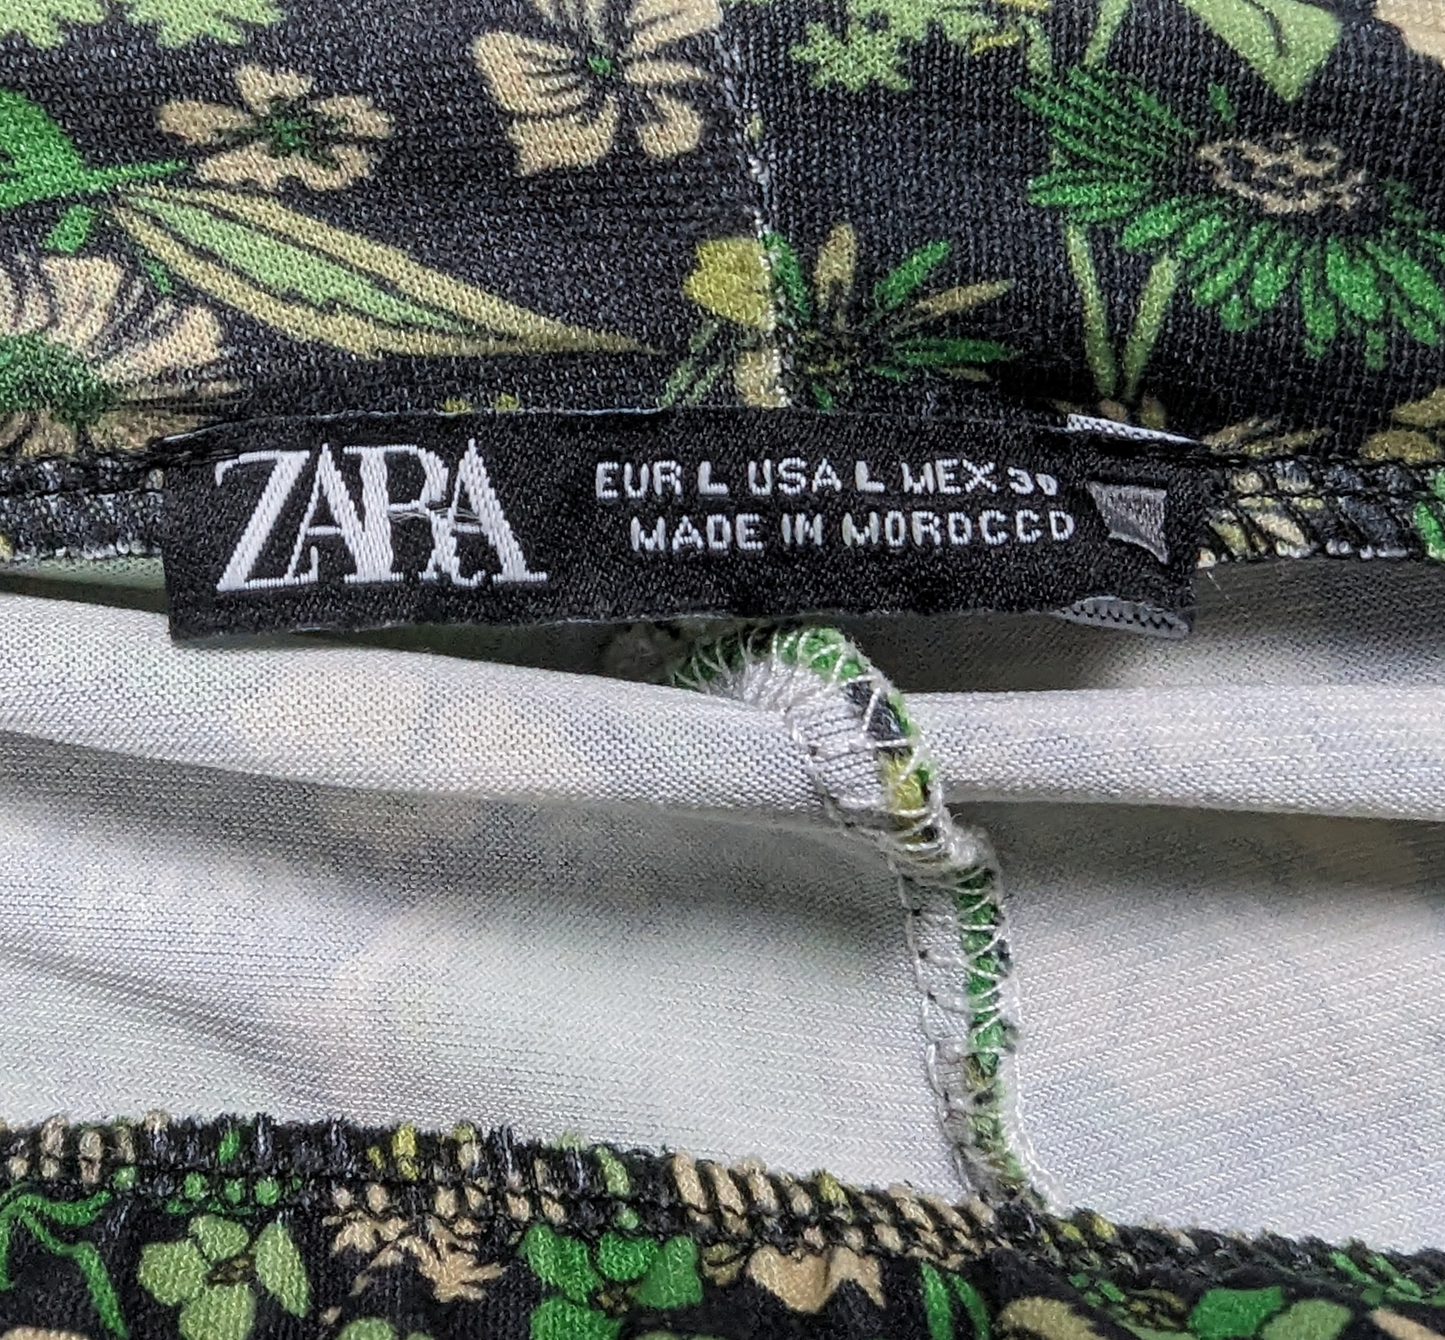 ZARA
EUR L USA L MEX 30
MADE IN MOROCCO